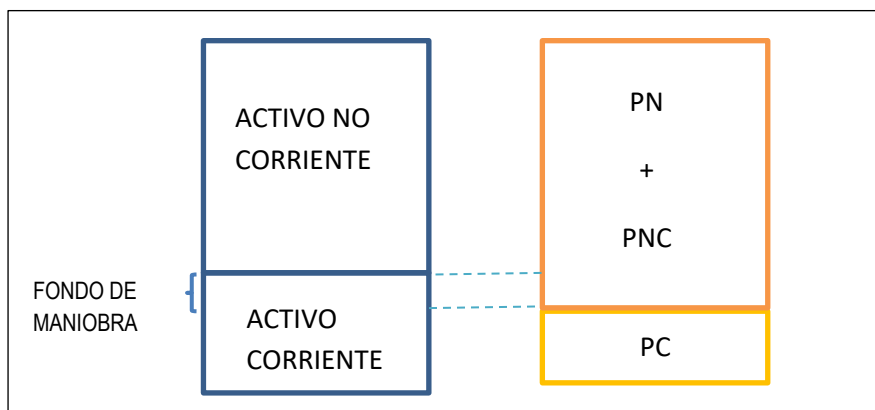 ACTIVO NO
CORRIENTE
PN
+
PNC
FONDO DE
MANIOBRA
ACTIVO
CORRIENTE
PC